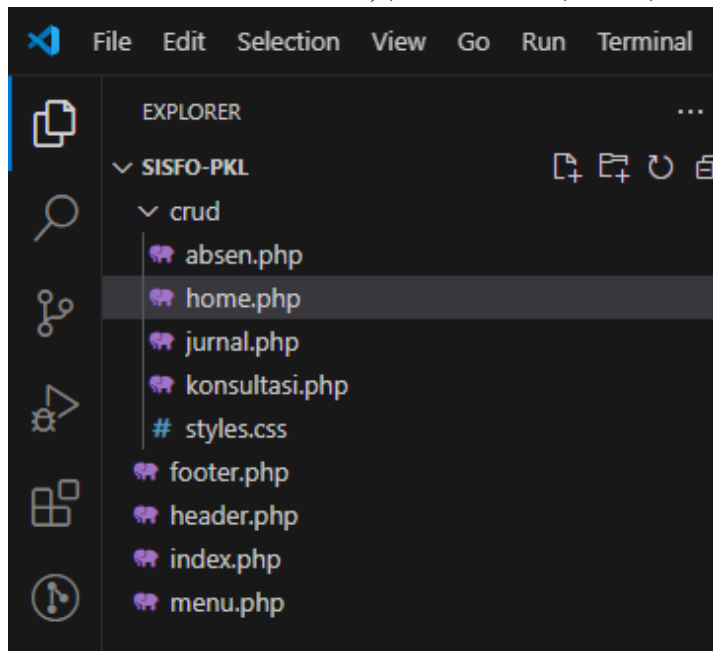 File Edit Selection View Go Run Terminal
EXPLORER ...
SISFO-PKL
crud
absen.php
home.php
jurnal.php
konsultasi.php
# styles.css
footer.php
header.php
index.php
menu.php